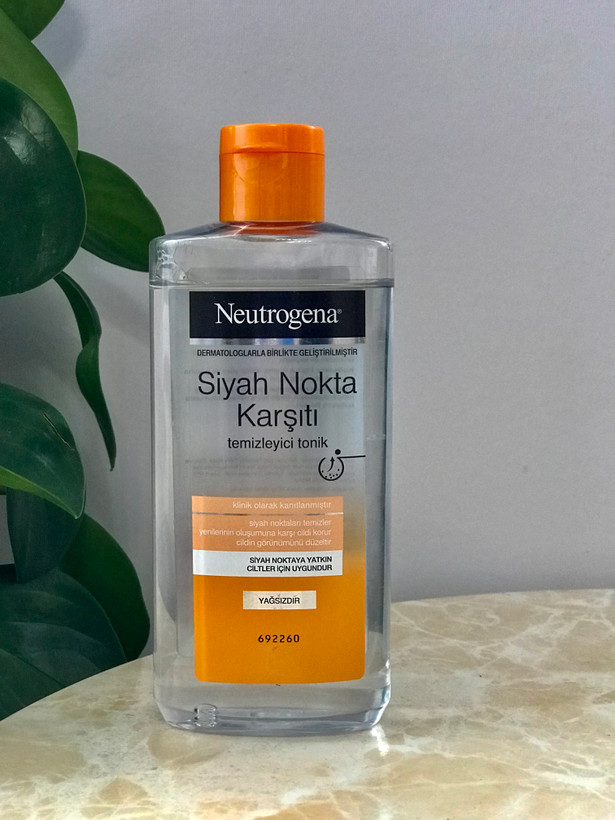 Neutrogena®
DERMATOLOGLARLA BİRLİKTE GELİŞTİRİLMİŞTİR
Siyah Nokta
Karşıtı
temizleyici tonik
klinik olarak kanıtlanmıştır
siyah noktaları temizler
yenilerinin oluşumuna karşı cildi korur
cildin görünümünü düzeltir
SİYAH NOKTAYA YATKIN
CİLTLER İÇİN UYGUNDUR
YAĞSIZDIR
692260